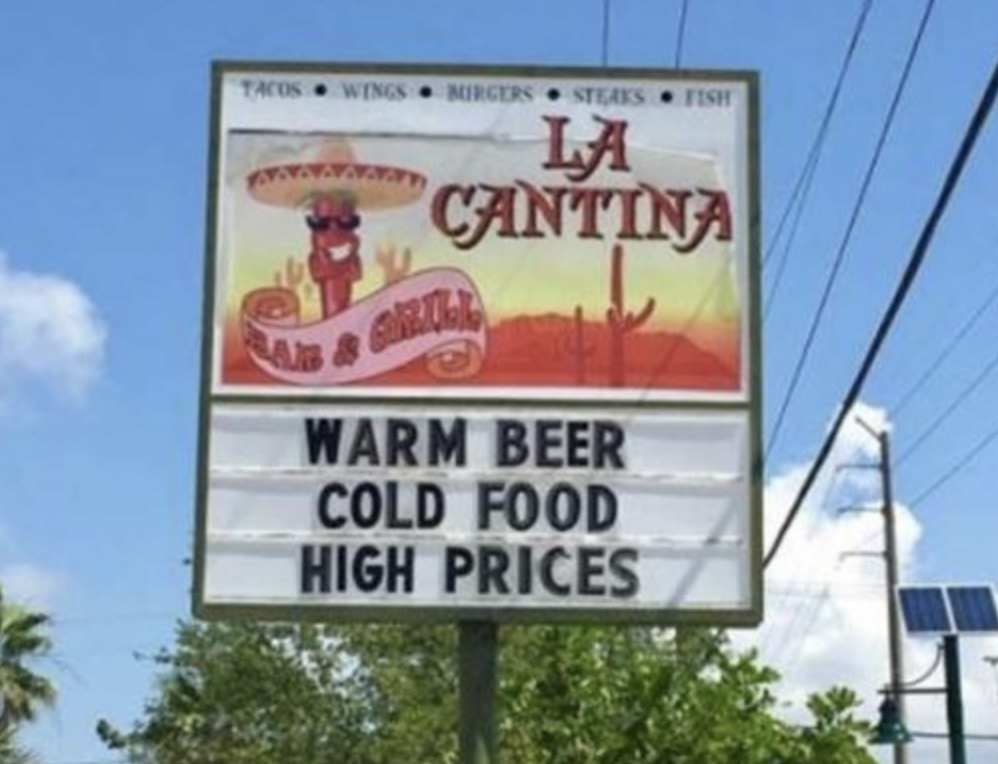 TACOS • WINGS • BURGERS • STEAKS • FISH
LA
CANTINA
BAR & GRILL
WARM BEER
COLD FOOD
HIGH PRICES